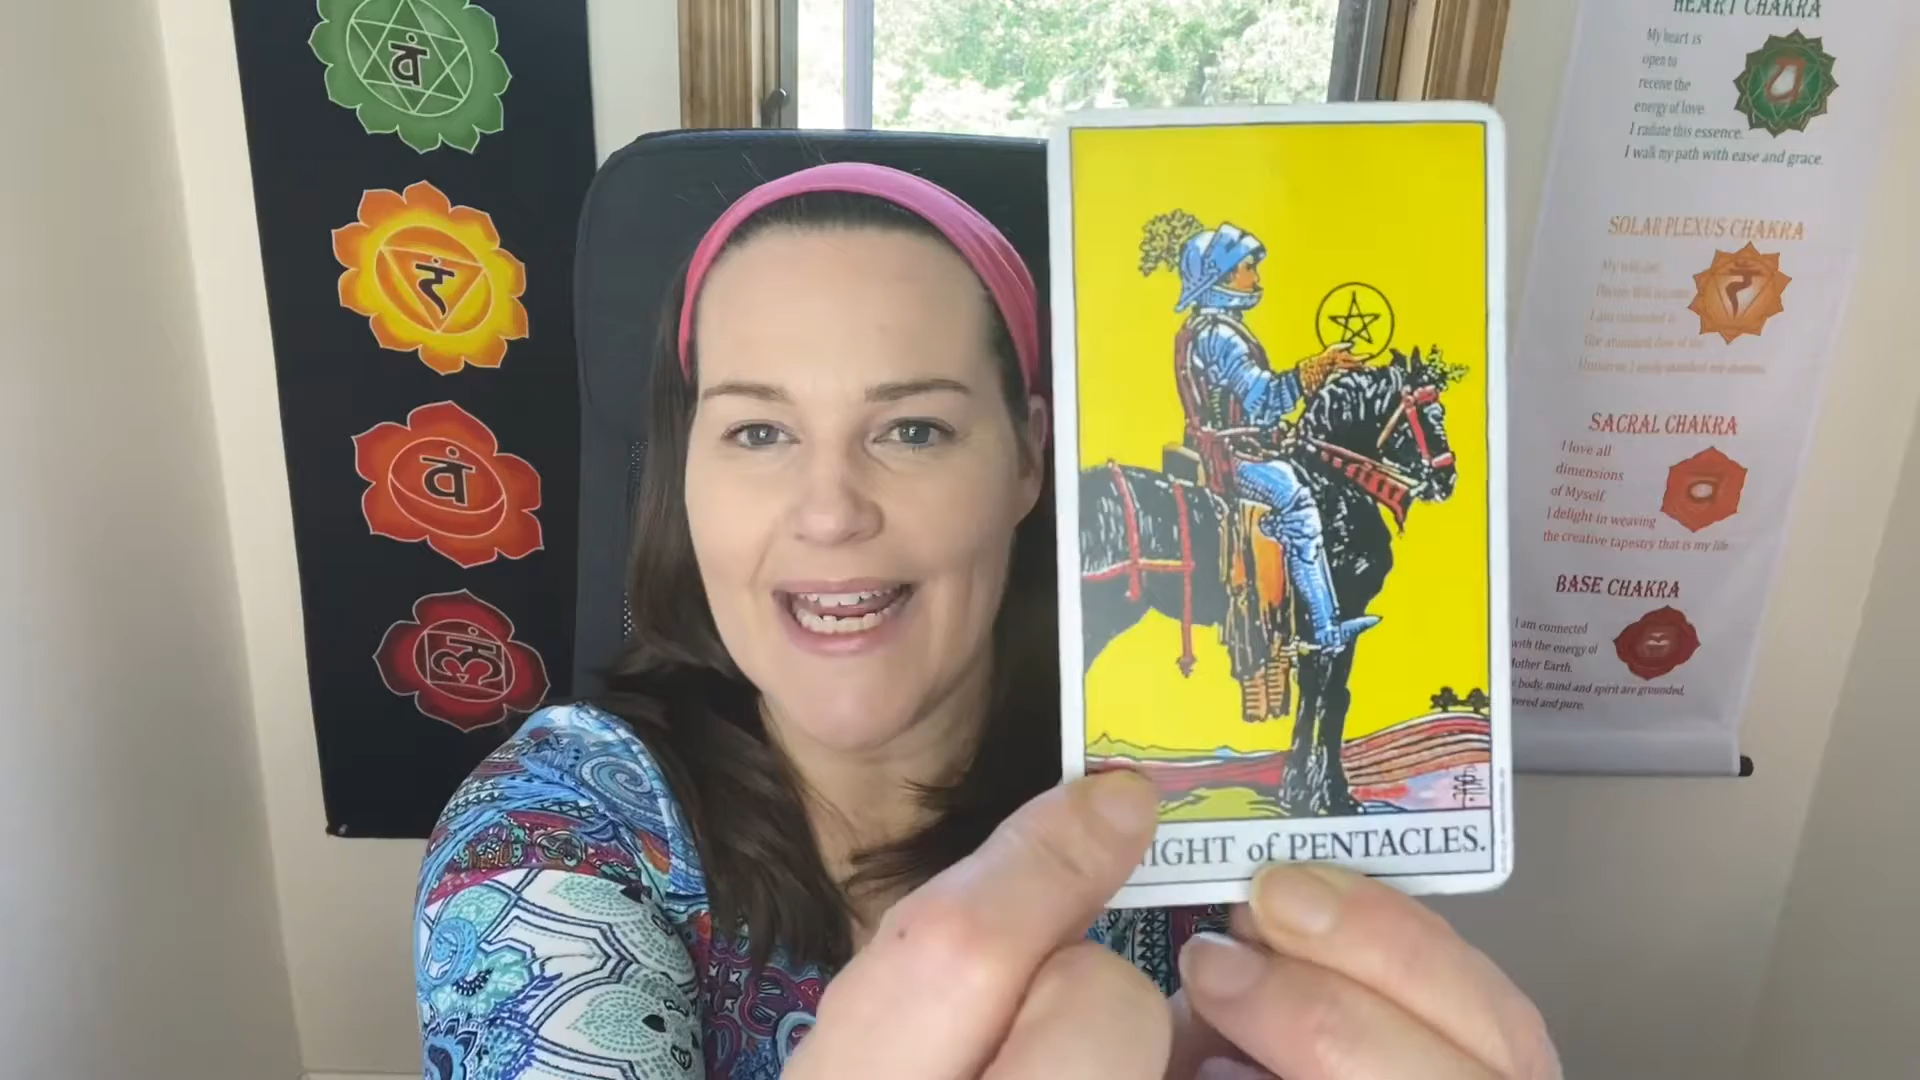 वं
रं
वं
लं
IGHT of PENTACLES.
HEART CHAKRA
My heart is
open to
receive the
energy of love.
I radiate this essence.
I walk my path with ease and grace.
SOLAR PLEXUS CHAKRA
SACRAL CHAKRA
I love all
dimensions
of Myself.
I delight in weaving
the creative tapestry that is my life
BASE CHAKRA
I am connected
with the energy of
other Earth.
body, mind and spirit are grounded,
ered and pure.